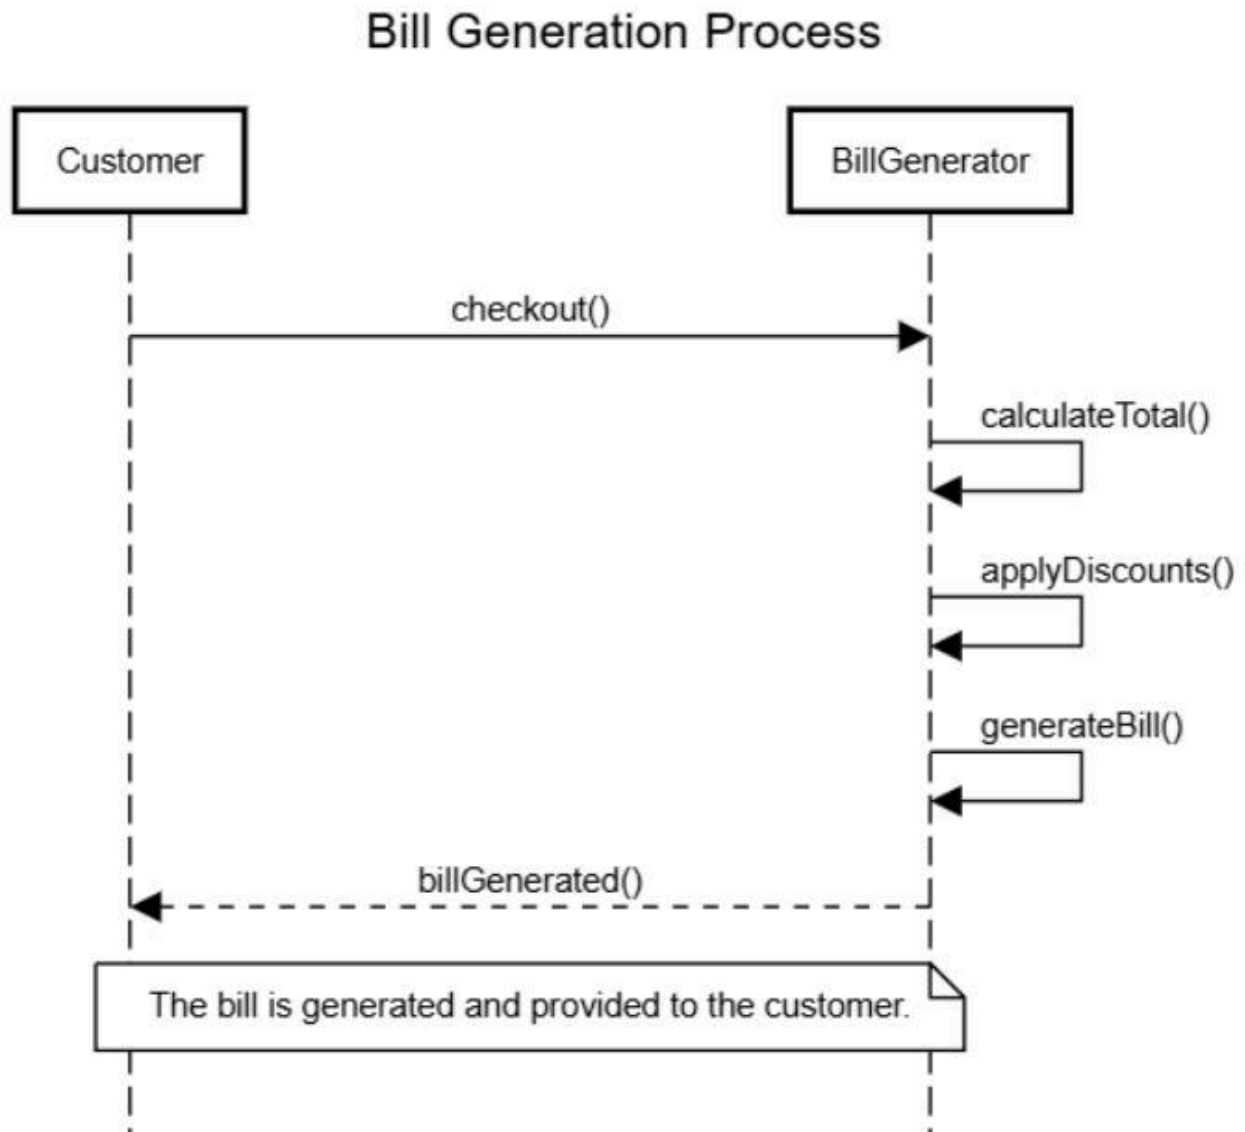 Bill Generation Process
Customer
BillGenerator
checkout()
calculateTotal()
applyDiscounts()
generateBill()
billGenerated()
The bill is generated and provided to the customer.